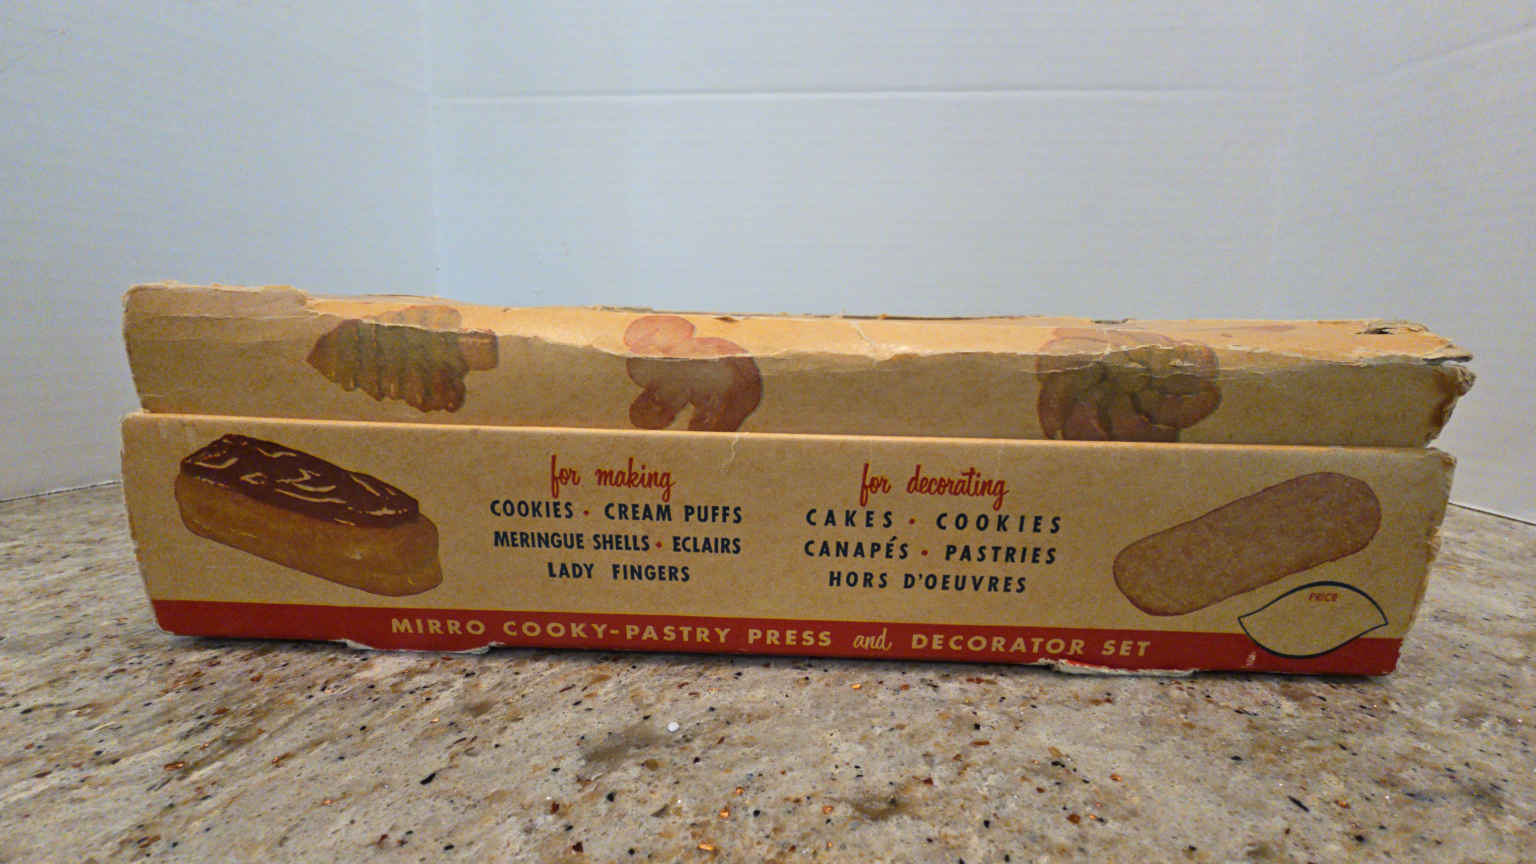 for making
COOKIES • CREAM PUFFS
MERINGUE SHELLS • ECLAIRS
LADY FINGERS
for decorating
CAKES • COOKIES
CANAPÉS • PASTRIES
HORS D'OEUVRES
PRICE
MIRRO COOKY-PASTRY PRESS and DECORATOR SET